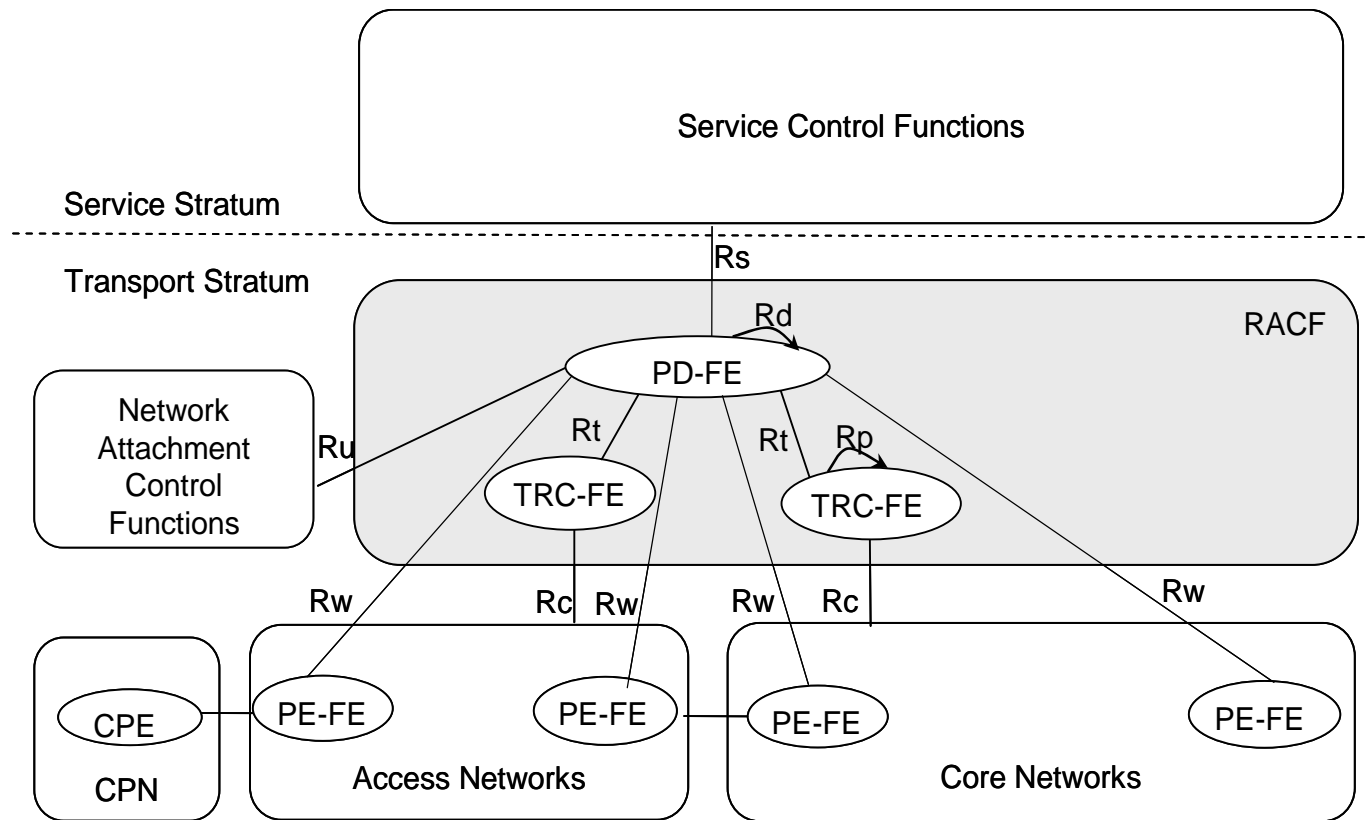 Service Control Functions
Service Stratum
Rs
Transport Stratum
Rd
RACF
PD-FE
Network
Attachment
Control
Functions
Ru
Rt
Rt
Rp
TRC-FE
TRC-FE
Rw
Rc
Rw
Rw
Rc
Rw
CPE
PE-FE
PE-FE
PE-FE
PE-FE
CPN
Access Networks
Core Networks